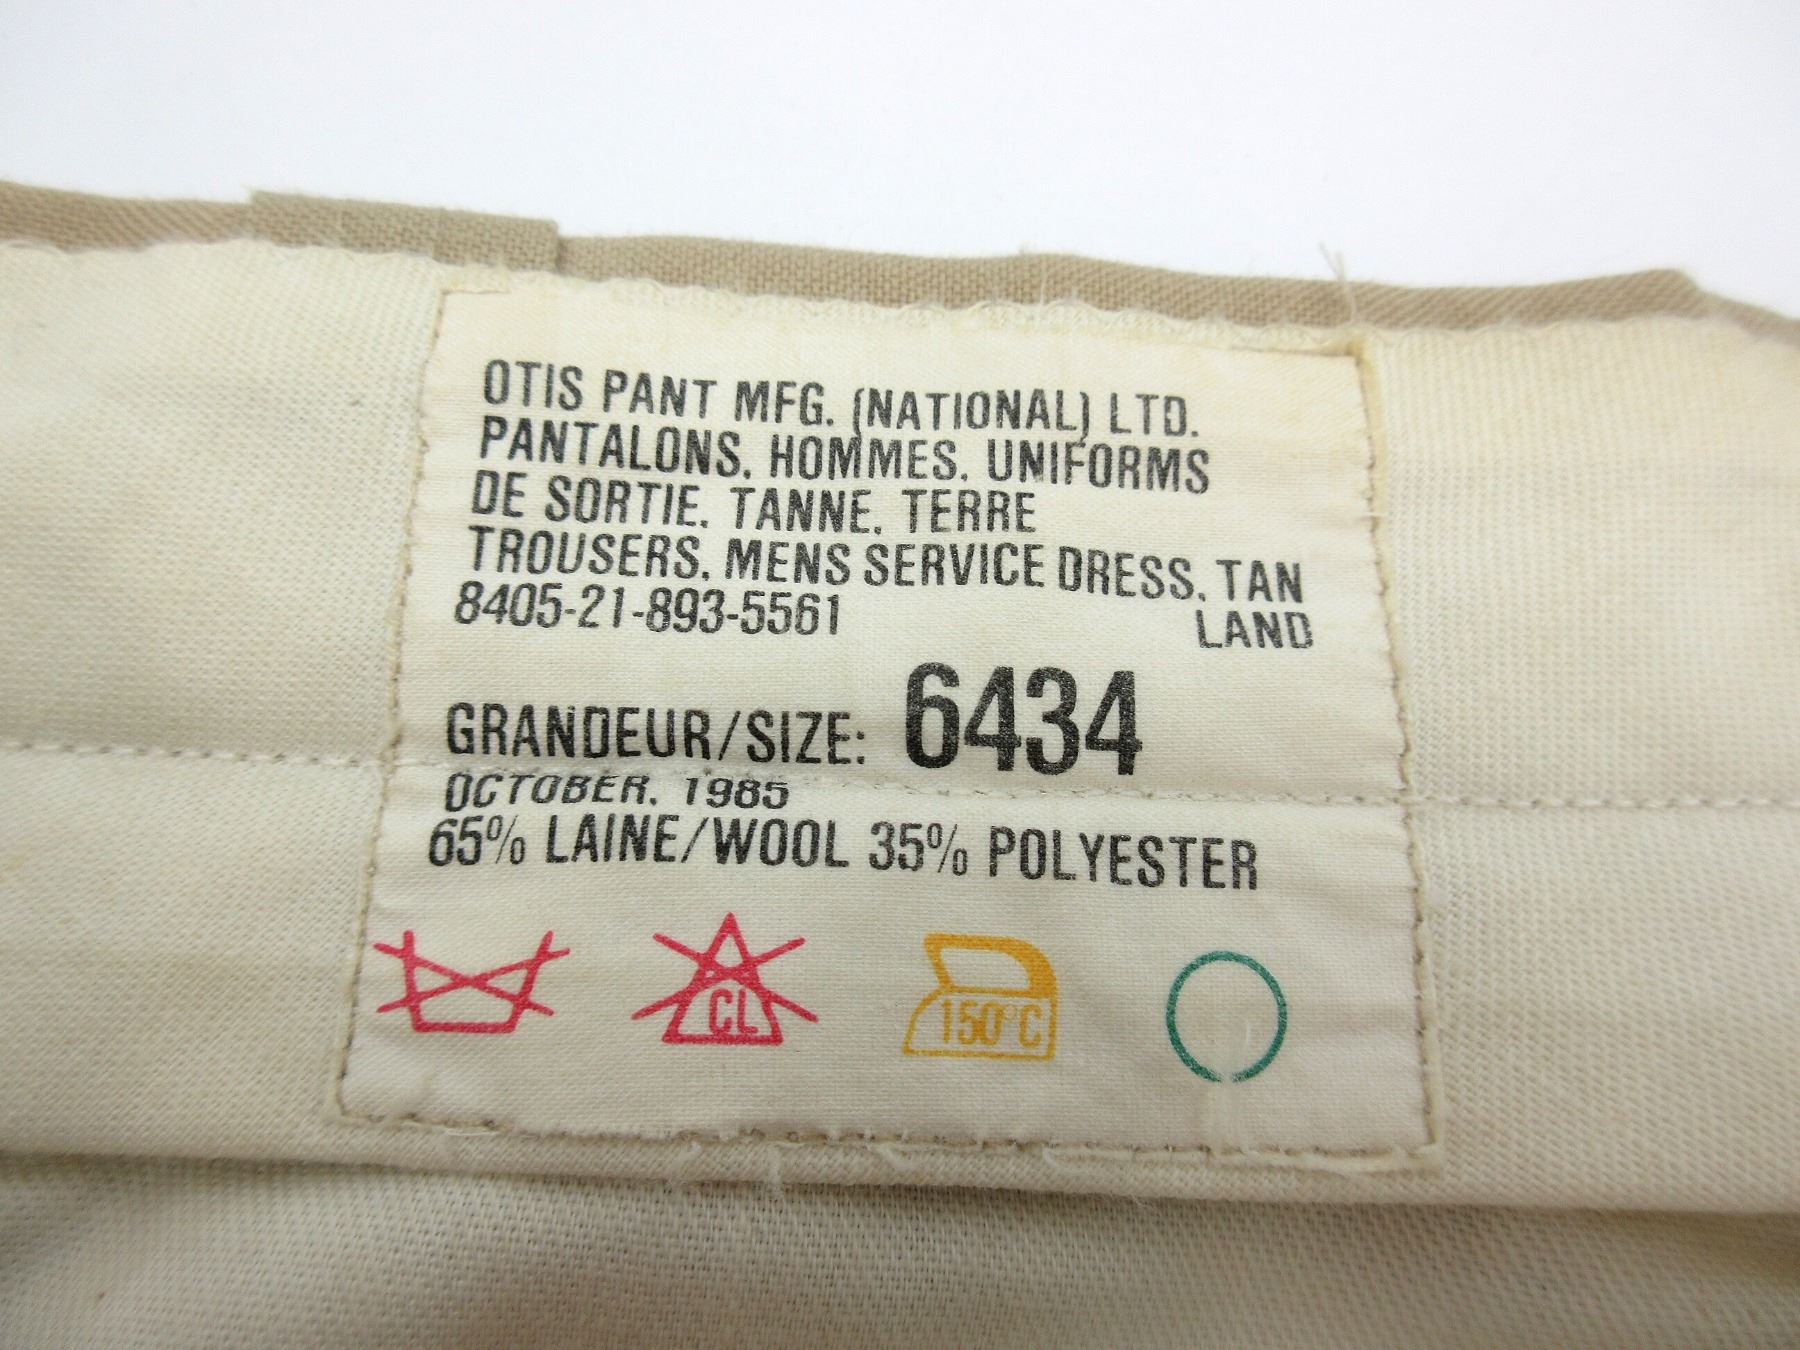 OTIS PANT MFG. (NATIONAL) LTD.
PANTALONS. HOMMES. UNIFORMS
DE SORTIE. TANNE. TERRE
TROUSERS. MENS SERVICE DRESS. TAN
8405-21-893-5561 LAND
GRANDEUR/SIZE: 6434
OCTOBER. 1985
65% LAINE/WOOL 35% POLYESTER
CL 150°C